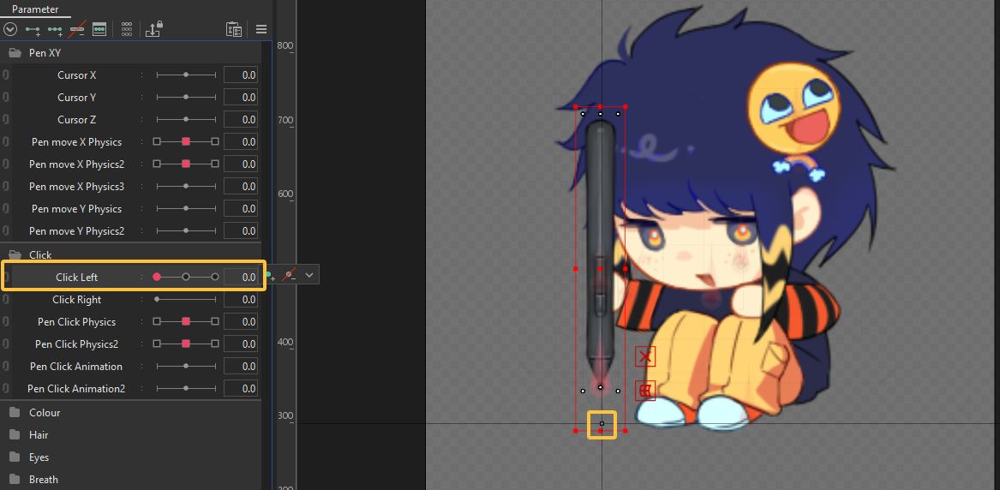 Parameter
Pen XY
Cursor X : 0.0
Cursor Y : 0.0
Cursor Z : 0.0
Pen move X Physics : 0.0
Pen move X Physics2 : 0.0
Pen move X Physics3 : 0.0
Pen move Y Physics : 0.0
Pen move Y Physics2 : 0.0
Click
Click Left : 0.0
Click Right : 0.0
Pen Click Physics : 0.0
Pen Click Physics2 : 0.0
Pen Click Animation : 0.0
Pen Click Animation2 : 0.0
Colour
Hair
Eyes
Breath
800
700
600
400
300
200